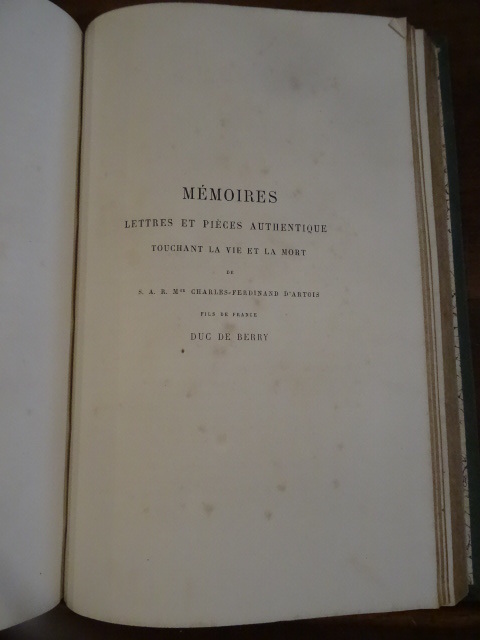 MÉMOIRES
LETTRES ET PIÈCES AUTHENTIQUE
TOUCHANT LA VIE ET LA MORT
DE
S. A. R. Mgr CHARLES-FERDINAND D'ARTOIS
FILS DE FRANCE
DUC DE BERRY